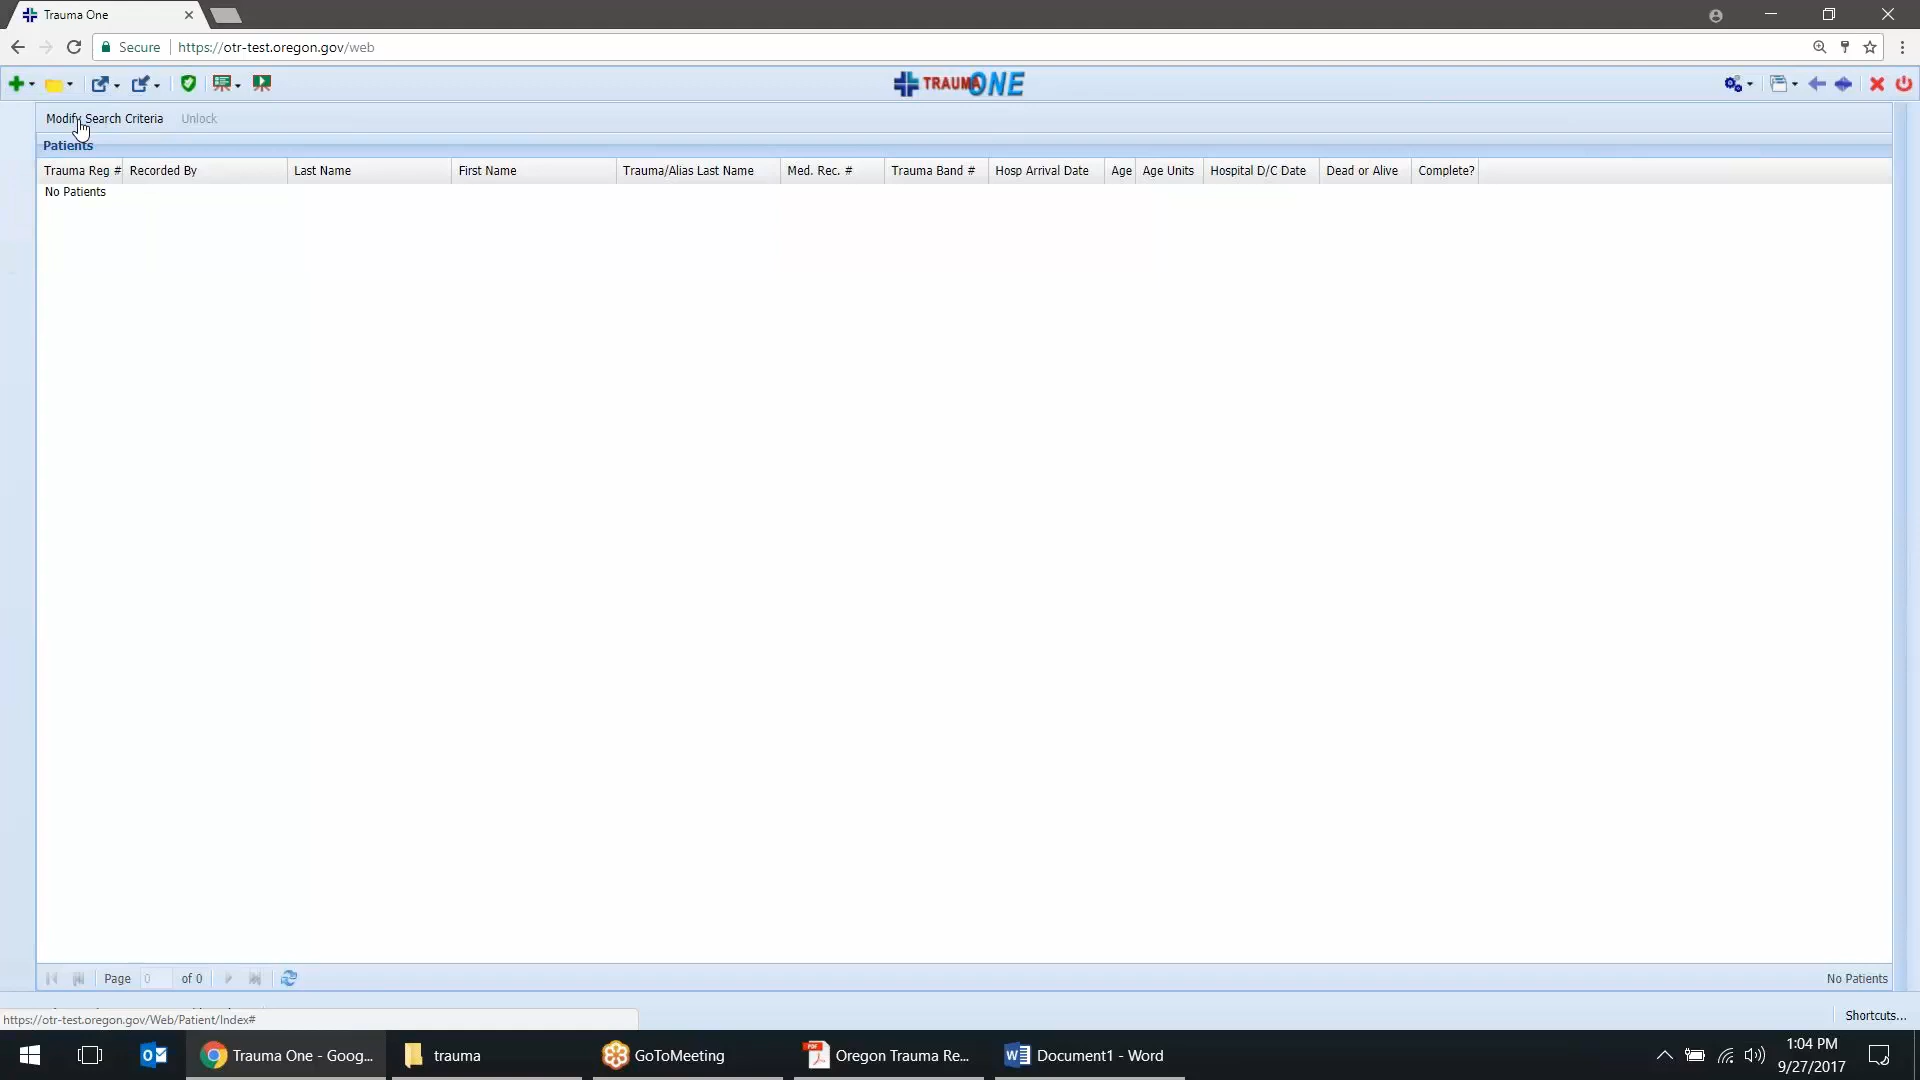 Trauma One
Secure https://otr-test.oregon.gov/web
TRAUMA ONE
Modify Search Criteria Unlock
Patients
Trauma Reg # Recorded By Last Name First Name Trauma/Alias Last Name Med. Rec. # Trauma Band # Hosp Arrival Date Age Age Units Hospital D/C Date Dead or Alive Complete?
No Patients
Page 0 of 0 No Patients
https://otr-test.oregon.gov/Web/Patient/Index#
Shortcuts...
Trauma One - Goog... trauma GoToMeeting Oregon Trauma Re... Document1 - Word
1:04 PM
9/27/2017